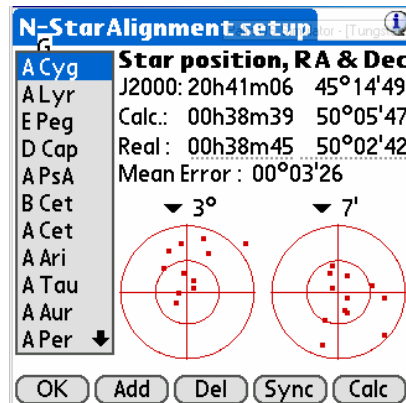 N-StarAlignment setup
Star position, RA & Dec
J2000: 20h41m06 45°14'49
Calc.: 00h38m39 50°05'47
Real : 00h38m45 50°02'42
Mean Error : 00°03'26
3° 7'
A Cyg
A Lyr
E Peg
D Cap
A PsA
B Cet
A Cet
A Ari
A Tau
A Aur
A Per
OK Add Del Sync Calc